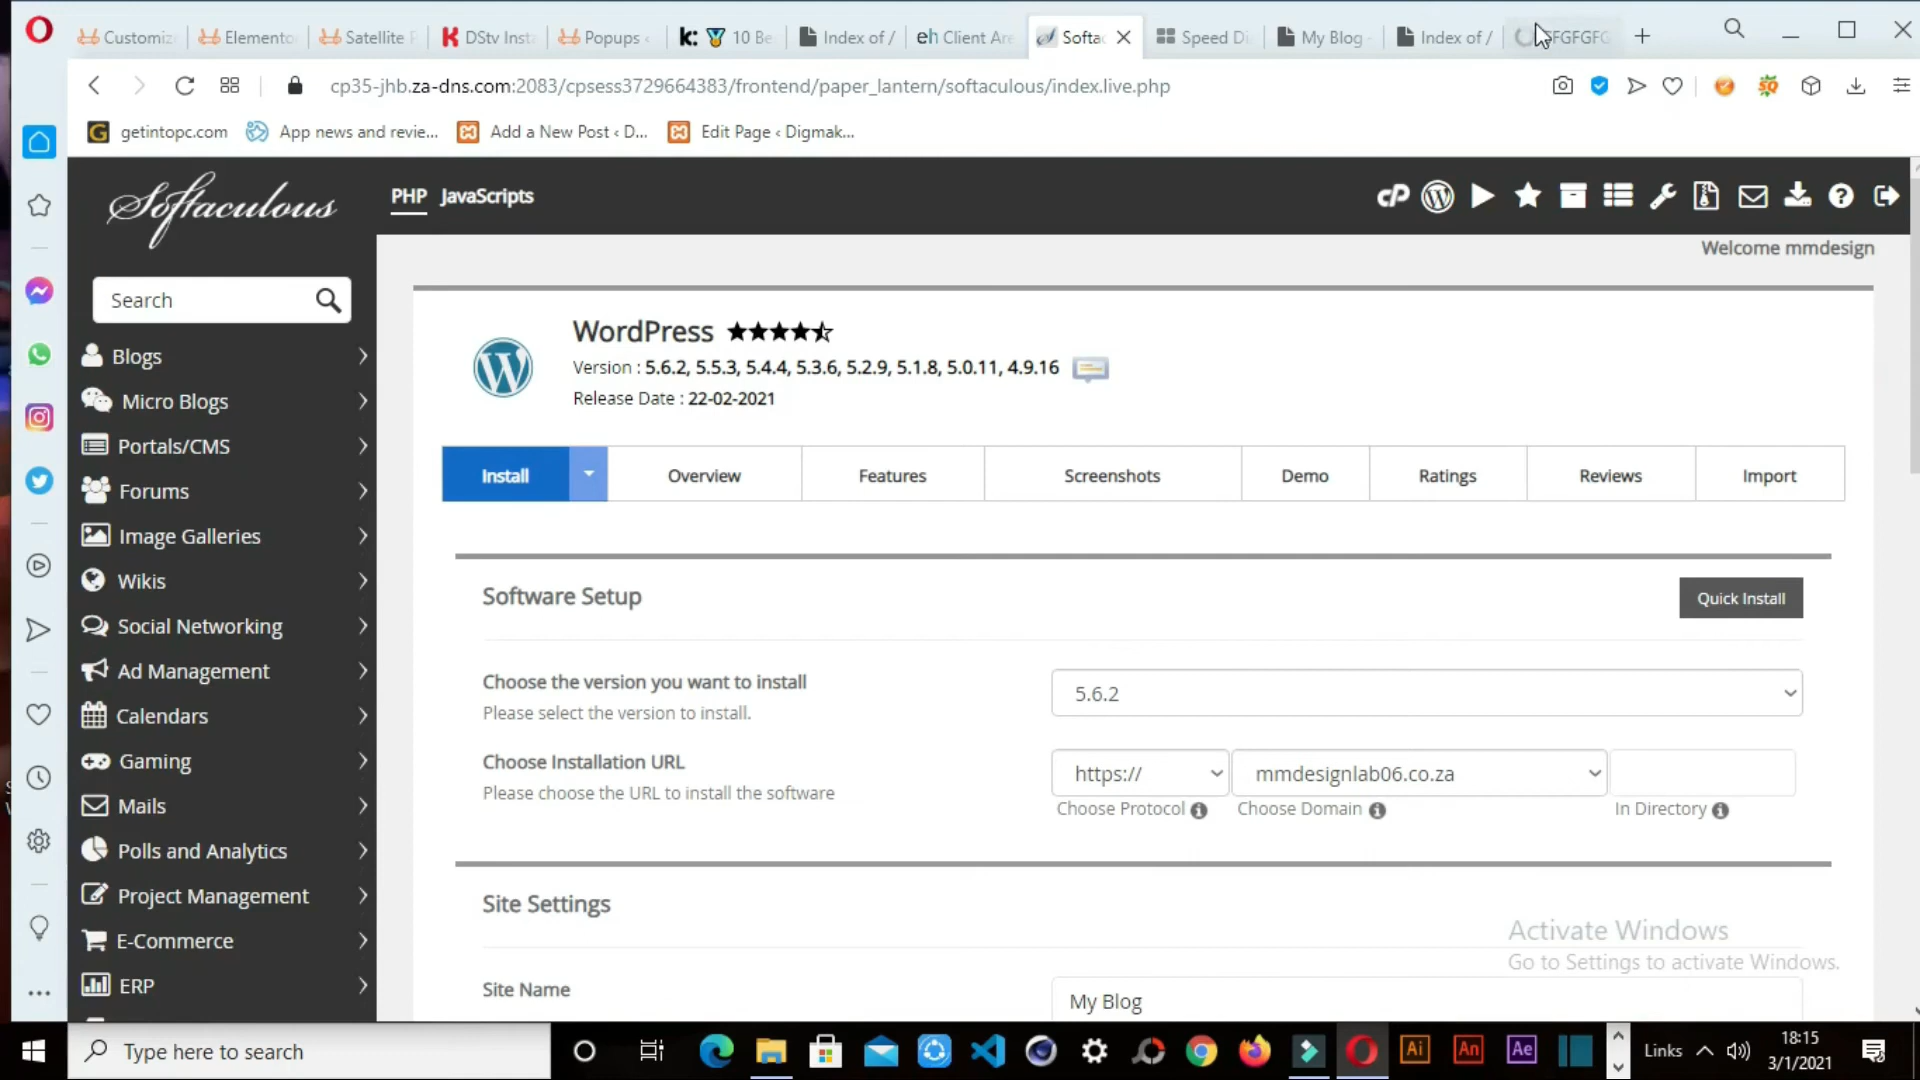 Customiz
Elemento
Satellite P
DStv Inst
Popups <
k:
10 Be
Index of /
eh Client Are
Softac
Speed Di
My Blog –
Index of /
FGFGFG
cp35-jhb.za-dns.com:2083/cpsess3729664383/frontend/paper_lantern/softaculous/index.live.php
getintopc.com
App news and revie...
Add a New Post ‹ D...
Edit Page ‹ Digmak...
Softaculous
PHP JavaScripts
cP
Welcome mmdesign
Search
Blogs
Micro Blogs
Portals/CMS
Forums
Image Galleries
Wikis
Social Networking
Ad Management
Calendars
Gaming
Mails
Polls and Analytics
Project Management
E-Commerce
ERP
WordPress
Version : 5.6.2, 5.5.3, 5.4.4, 5.3.6, 5.2.9, 5.1.8, 5.0.11, 4.9.16
Release Date : 22-02-2021
Install
Overview
Features
Screenshots
Demo
Ratings
Reviews
Import
Software Setup
Quick Install
Choose the version you want to install
Please select the version to install.
5.6.2
Choose Installation URL
Please choose the URL to install the software
https://
mmdesignlab06.co.za
Choose Protocol
Choose Domain
In Directory
Site Settings
Site Name
My Blog
Activate Windows
Go to Settings to activate Windows.
Type here to search
Ai
An
Ae
Links
18:15
3/1/2021